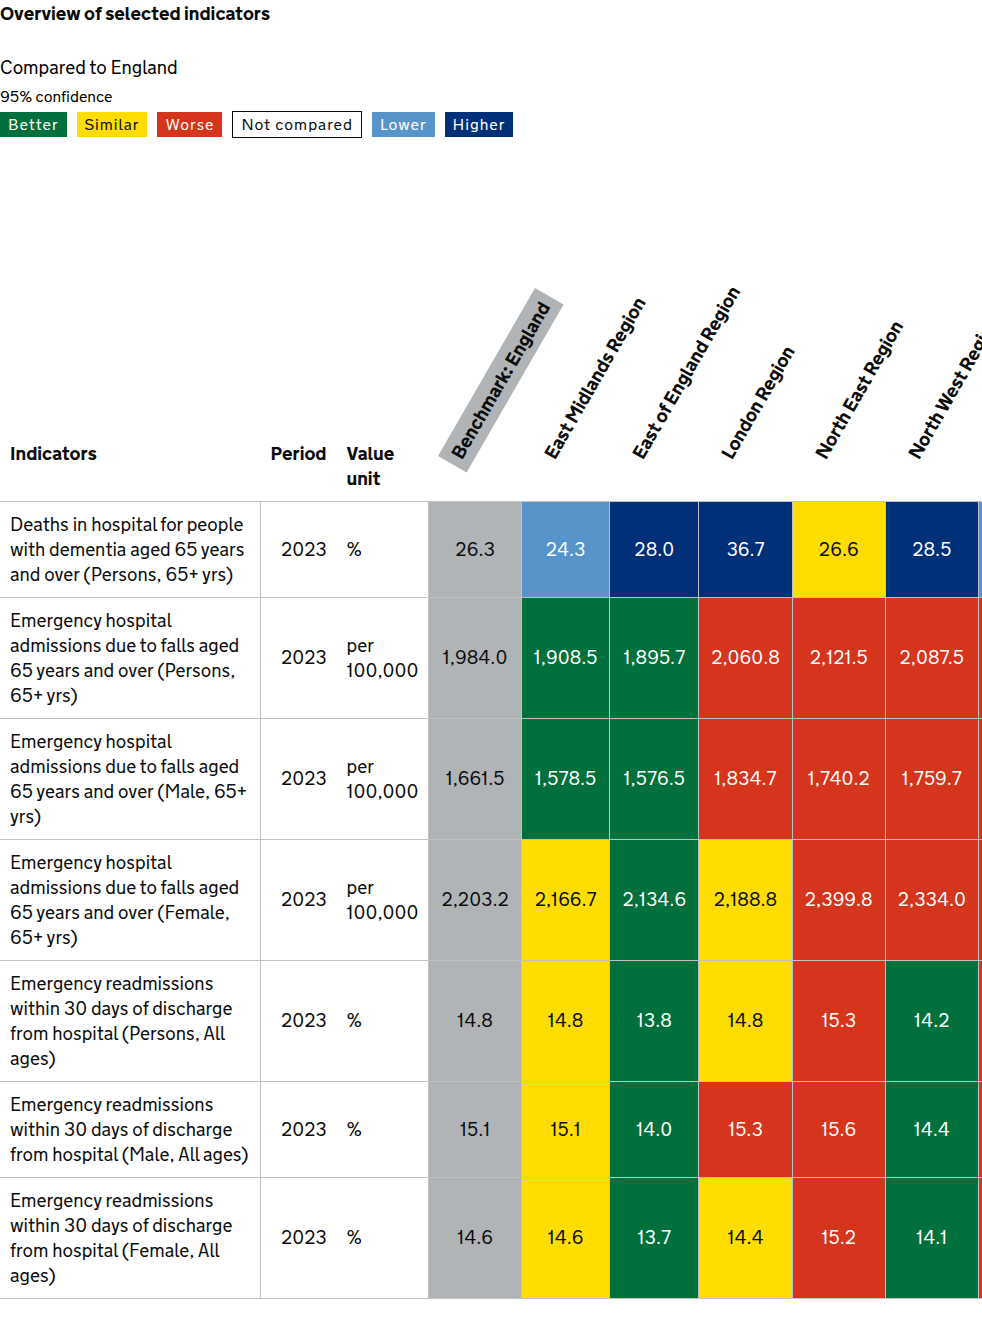 Overview of selected indicators
Compared to England
95% confidence
Better Similar Worse Not compared Lower Higher
Benchmark: England
East Midlands Region
East of England Region
London Region
North East Region
North West Regi
Indicators Period Value
unit
Deaths in hospital for people
with dementia aged 65 years
and over (Persons, 65+ yrs)
2023 % 26.3 24.3 28.0 36.7 26.6 28.5
Emergency hospital
admissions due to falls aged
65 years and over (Persons,
65+ yrs)
2023 per
100,000
1,984.0 1,908.5 1,895.7 2,060.8 2,121.5 2,087.5
Emergency hospital
admissions due to falls aged
65 years and over (Male, 65+
yrs)
2023 per
100,000
1,661.5 1,578.5 1,576.5 1,834.7 1,740.2 1,759.7
Emergency hospital
admissions due to falls aged
65 years and over (Female,
65+ yrs)
2023 per
100,000
2,203.2 2,166.7 2,134.6 2,188.8 2,399.8 2,334.0
Emergency readmissions
within 30 days of discharge
from hospital (Persons, All
ages)
2023 % 14.8 14.8 13.8 14.8 15.3 14.2
Emergency readmissions
within 30 days of discharge
from hospital (Male, All ages)
2023 % 15.1 15.1 14.0 15.3 15.6 14.4
Emergency readmissions
within 30 days of discharge
from hospital (Female, All
ages)
2023 % 14.6 14.6 13.7 14.4 15.2 14.1